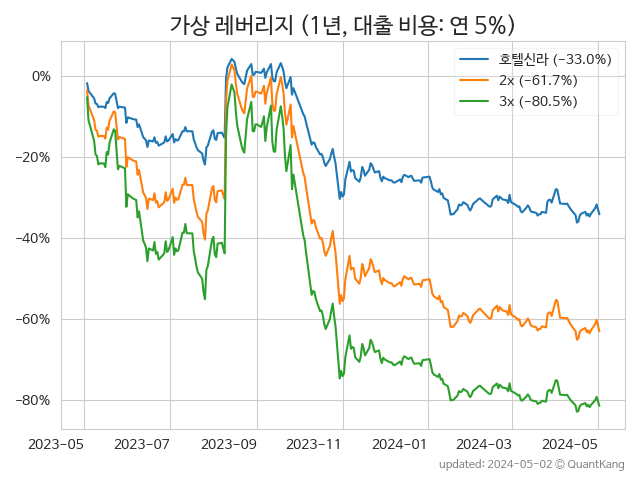 가상 레버리지 (1년, 대출 비용: 연 5%)
호텔신라 (−33.0%)
2x (−61.7%)
3x (−80.5%)
0%
−20%
−40%
−60%
−80%
2023-05 2023-07 2023-09 2023-11 2024-01 2024-03 2024-05
updated: 2024-05-02 © QuantKang